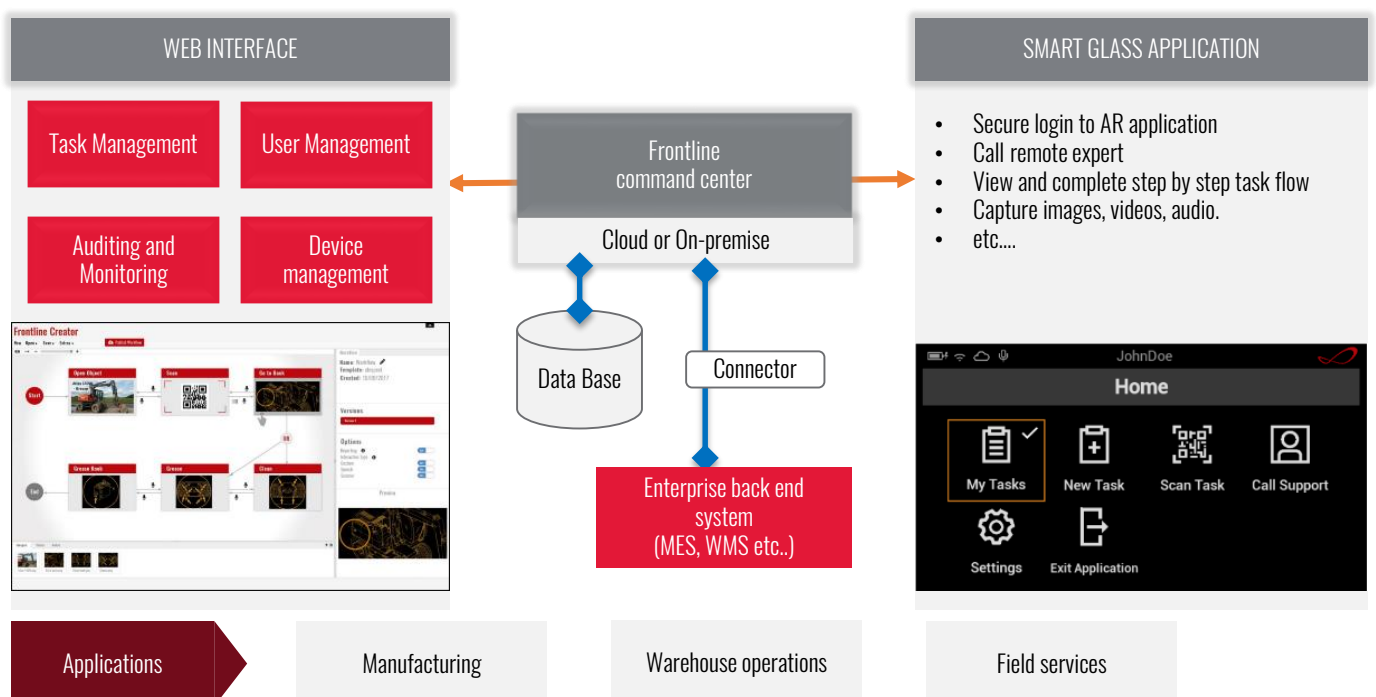 WEB INTERFACE
Task Management
User Management
Auditing and
Monitoring
Device
management
Frontline Creator
Publish Workflow
Start
Open Object
Scan
Go to Bank
End
Grease Bank
Grease
Clean
Name: Workflow
Versions
Options
Preview
Frontline
command center
Cloud or On-premise
Data Base
Connector
Enterprise back end
system
(MES, WMS etc..)
SMART GLASS APPLICATION
• Secure login to AR application
• Call remote expert
• View and complete step by step task flow
• Capture images, videos, audio.
• etc....
JohnDoe
Home
My Tasks
New Task
Scan Task
Call Support
Settings
Exit Application
Applications
Manufacturing
Warehouse operations
Field services